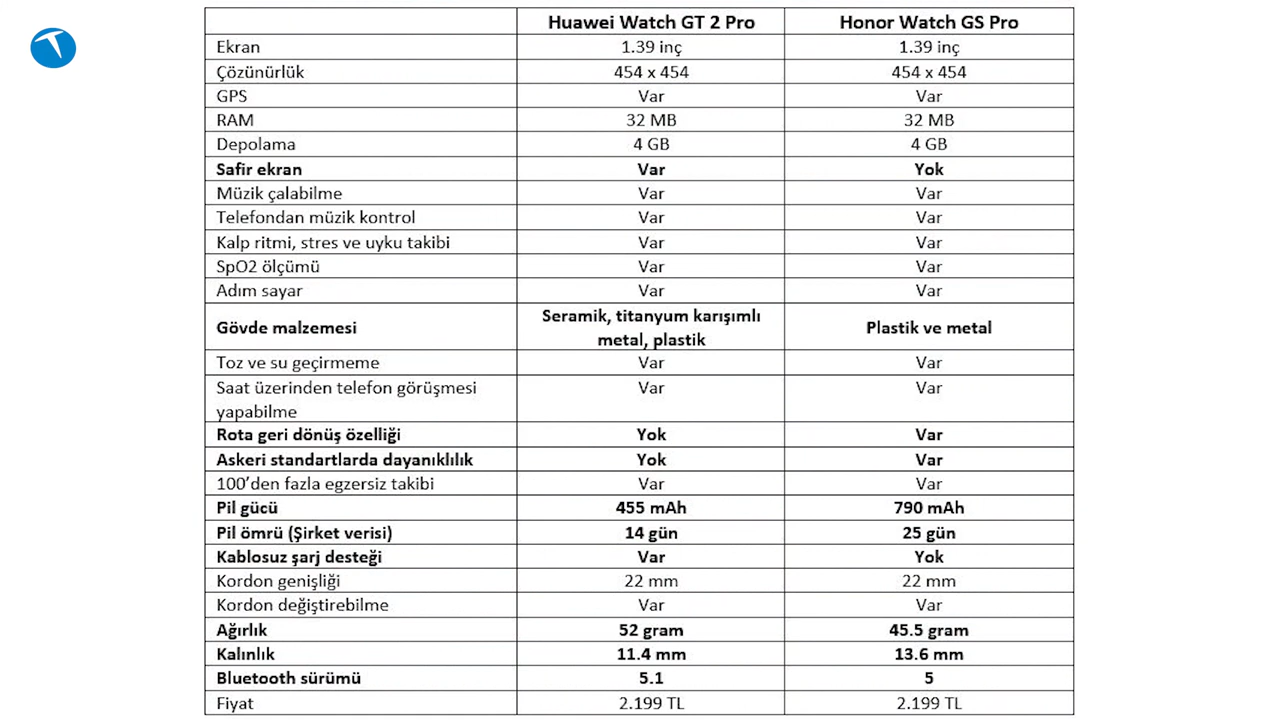 Huawei Watch GT 2 Pro Honor Watch GS Pro
Ekran 1.39 inç 1.39 inç
Çözünürlük 454 x 454 454 x 454
GPS Var Var
RAM 32 MB 32 MB
Depolama 4 GB 4 GB
Safir ekran Var Yok
Müzik çalabilme Var Var
Telefondan müzik kontrol Var Var
Kalp ritmi, stres ve uyku takibi Var Var
SpO2 ölçümü Var Var
Adım sayar Var Var
Gövde malzemesi Seramik, titanyum karışımlı Plastik ve metal
metal, plastik
Toz ve su geçirmeme Var Var
Saat üzerinden telefon görüşmesi Var Var
yapabilme
Rota geri dönüş özelliği Yok Var
Askeri standartlarda dayanıklılık Yok Var
100’den fazla egzersiz takibi Var Var
Pil gücü 455 mAh 790 mAh
Pil ömrü (Şirket verisi) 14 gün 25 gün
Kablosuz şarj desteği Var Yok
Kordon genişliği 22 mm 22 mm
Kordon değiştirebilme Var Var
Ağırlık 52 gram 45.5 gram
Kalınlık 11.4 mm 13.6 mm
Bluetooth sürümü 5.1 5
Fiyat 2.199 TL 2.199 TL